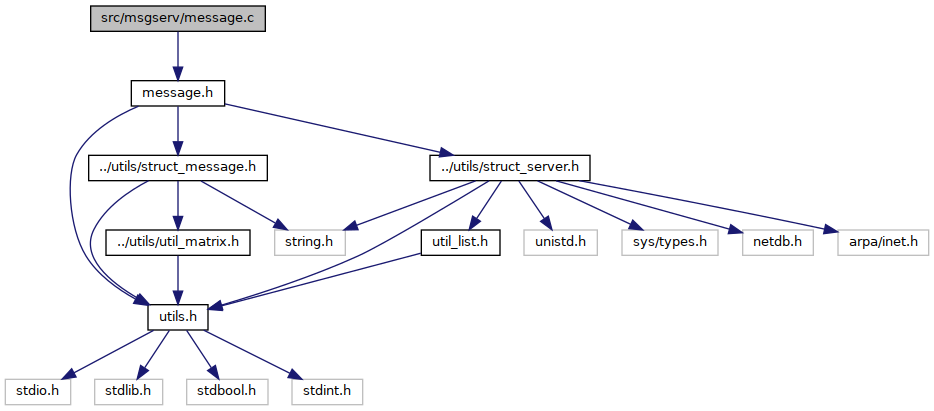 src/msgserv/message.c
message.h
../utils/struct_message.h
../utils/struct_server.h
../utils/util_matrix.h
string.h
util_list.h
unistd.h
sys/types.h
netdb.h
arpa/inet.h
utils.h
stdio.h
stdlib.h
stdbool.h
stdint.h